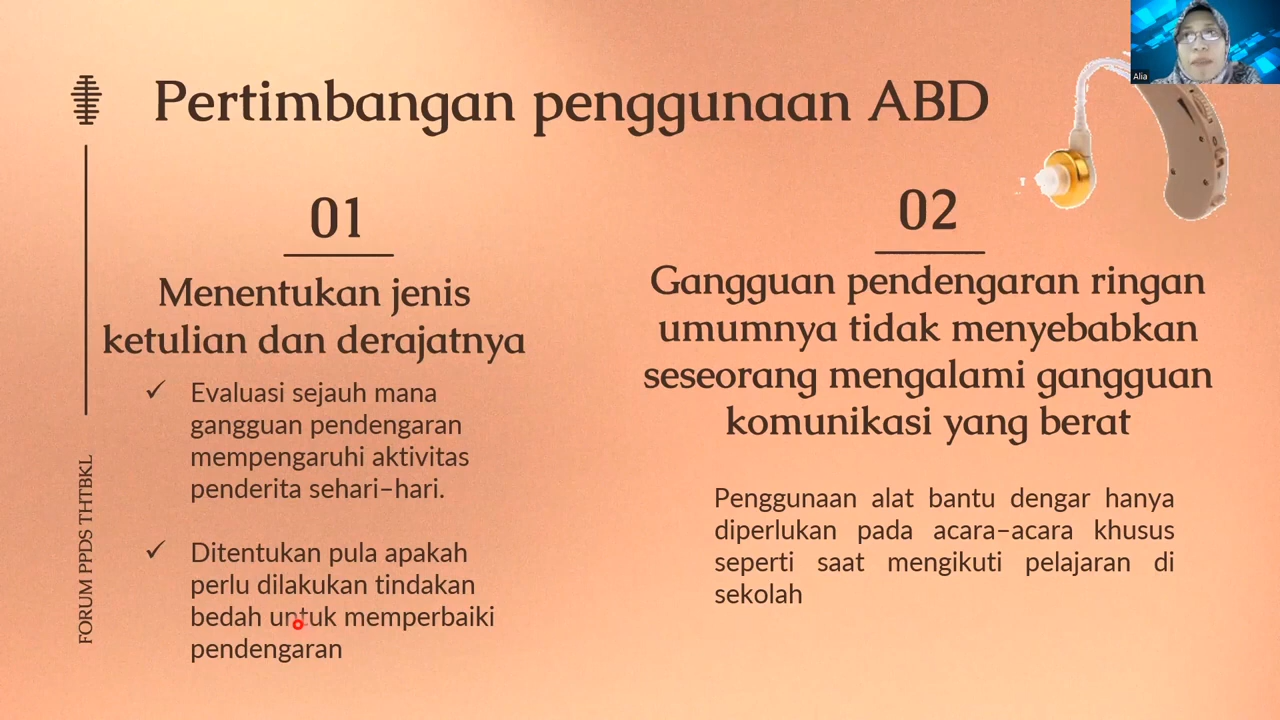 Alia
Pertimbangan penggunaan ABD
01
Menentukan jenis
ketulian dan derajatnya
✓ Evaluasi sejauh mana
gangguan pendengaran
mempengaruhi aktivitas
penderita sehari-hari.
✓ Ditentukan pula apakah
perlu dilakukan tindakan
bedah untuk memperbaiki
pendengaran
02
Gangguan pendengaran ringan
umumnya tidak menyebabkan
seseorang mengalami gangguan
komunikasi yang berat
Penggunaan alat bantu dengar hanya
diperlukan pada acara-acara khusus
seperti saat mengikuti pelajaran di
sekolah
FORUM PPDS THTBKL